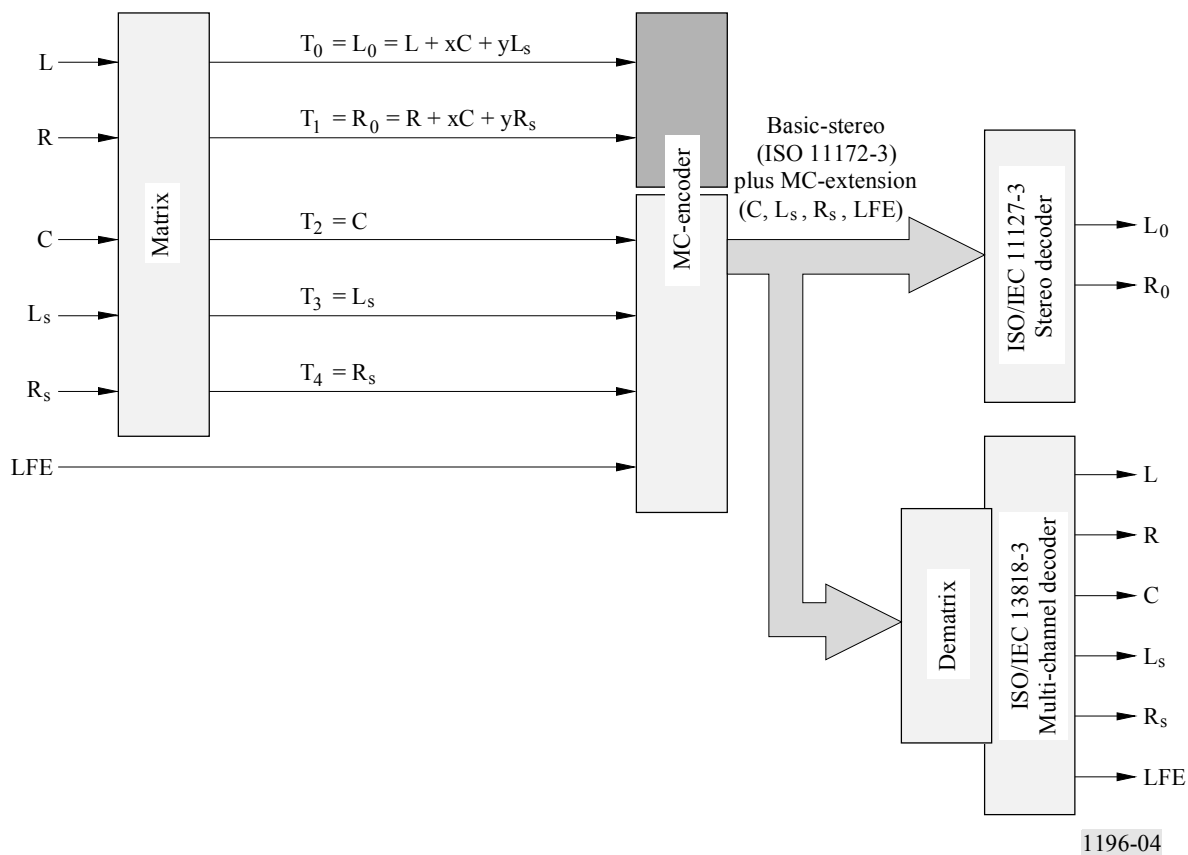 L
T₀ = L₀ = L + xC + yLₛ
R
T₁ = R₀ = R + xC + yRₛ
C
T₂ = C
Lₛ
T₃ = Lₛ
Rₛ
T₄ = Rₛ
LFE
Matrix
MC-encoder
Basic-stereo
(ISO 11172-3)
plus MC-extension
(C, Lₛ , Rₛ , LFE)
ISO/IEC 11127-3
Stereo decoder
L₀
R₀
Dematrix
ISO/IEC 13818-3
Multi-channel decoder
L
R
C
Lₛ
Rₛ
LFE
1196-04